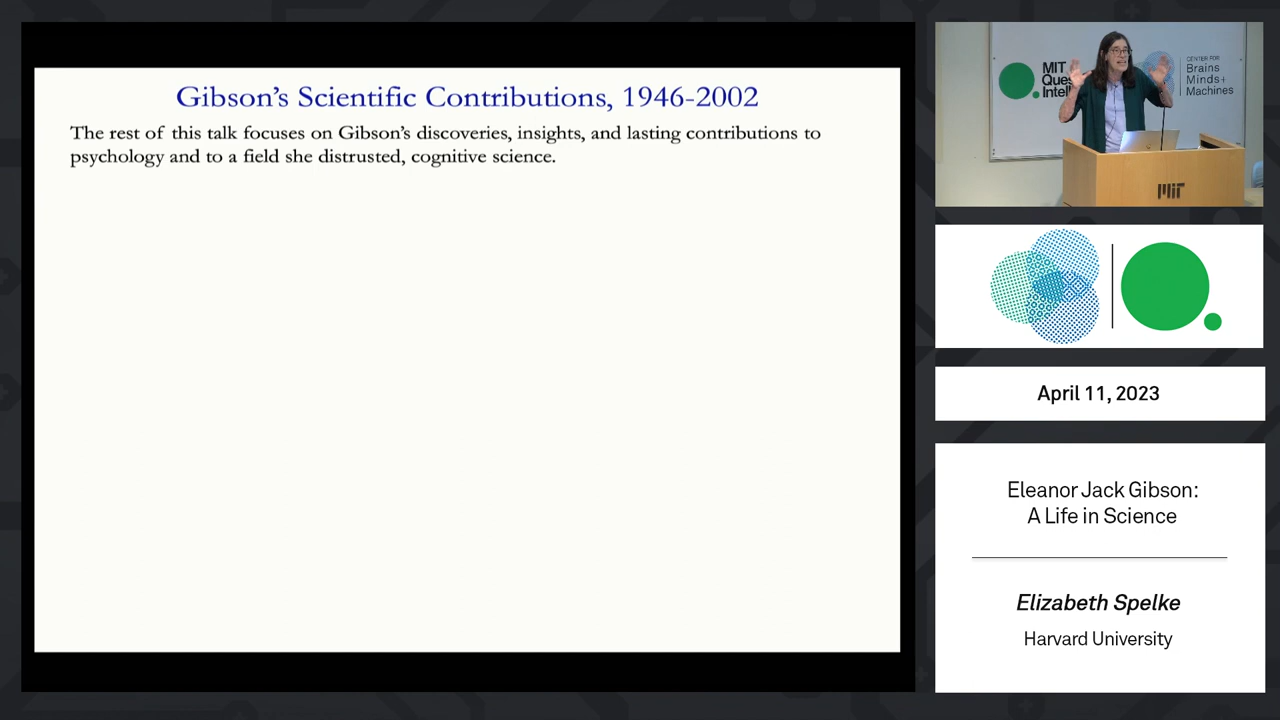 Gibson's Scientific Contributions, 1946-2002
The rest of this talk focuses on Gibson's discoveries, insights, and lasting contributions to
psychology and to a field she distrusted, cognitive science.
MIT
CENTER FOR
Brains
Minds+
Machines
MIT
April 11, 2023
Eleanor Jack Gibson:
A Life in Science
Elizabeth Spelke
Harvard University